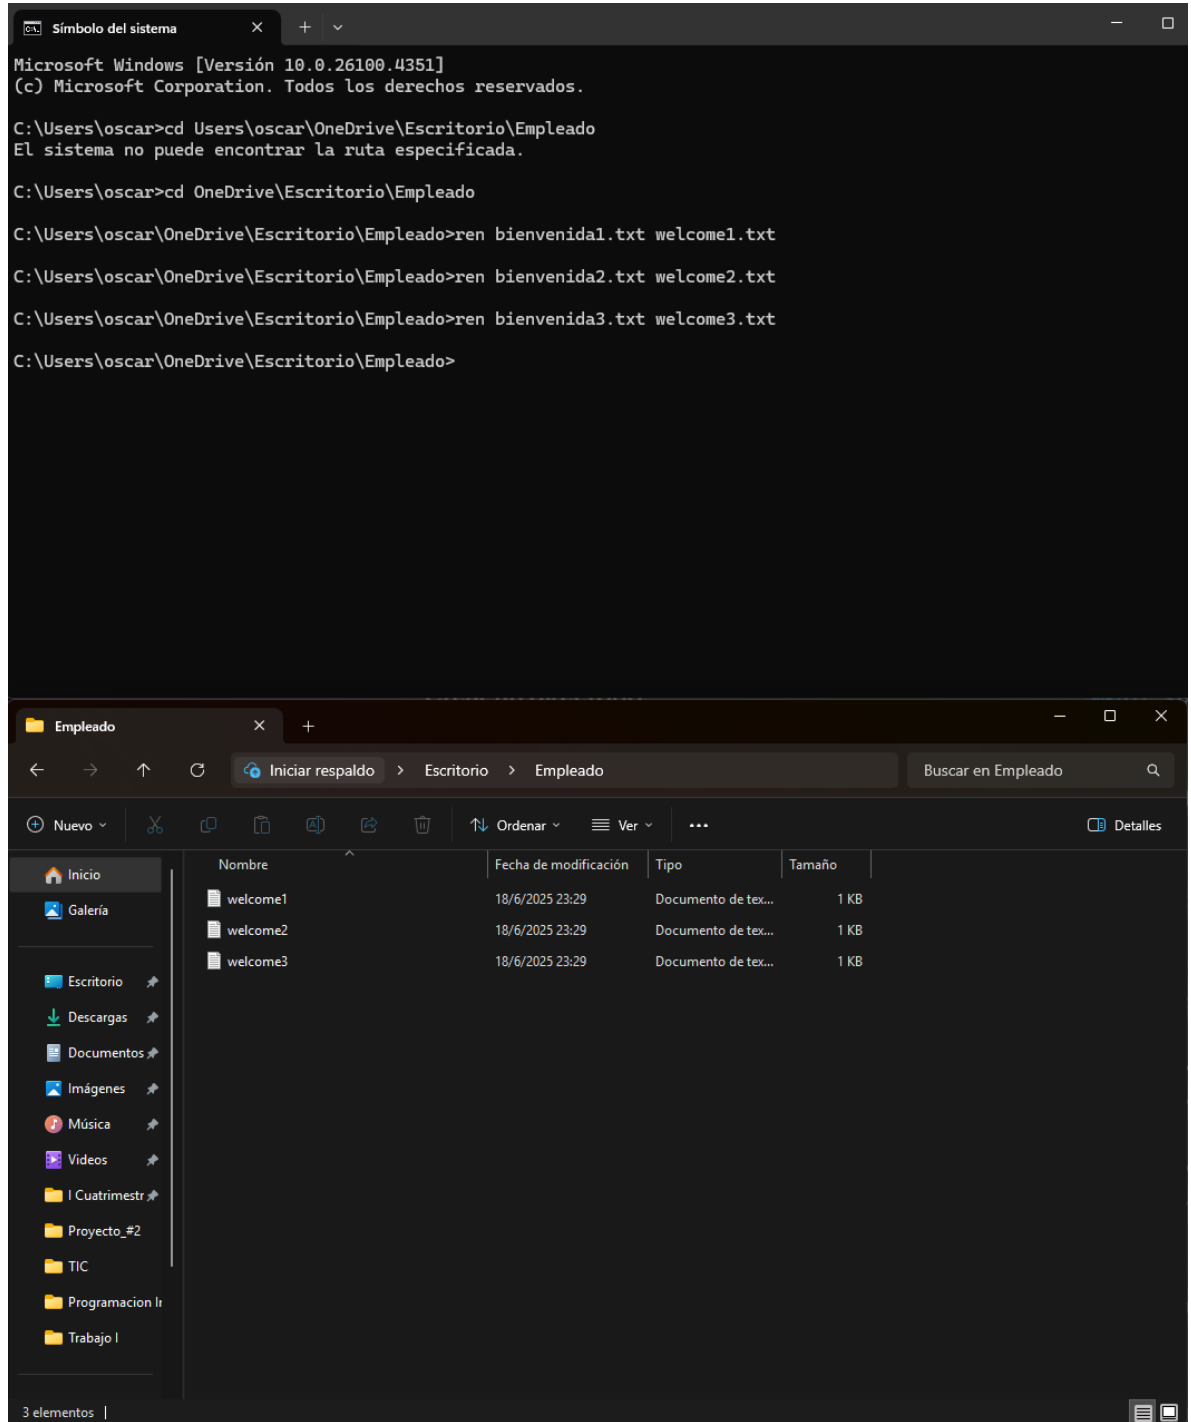 Símbolo del sistema
Microsoft Windows [Versión 10.0.26100.4351]
(c) Microsoft Corporation. Todos los derechos reservados.
C:\Users\oscar>cd Users\oscar\OneDrive\Escritorio\Empleado
El sistema no puede encontrar la ruta especificada.
C:\Users\oscar>cd OneDrive\Escritorio\Empleado
C:\Users\oscar\OneDrive\Escritorio\Empleado>ren bienvenida1.txt welcome1.txt
C:\Users\oscar\OneDrive\Escritorio\Empleado>ren bienvenida2.txt welcome2.txt
C:\Users\oscar\OneDrive\Escritorio\Empleado>ren bienvenida3.txt welcome3.txt
C:\Users\oscar\OneDrive\Escritorio\Empleado>
Empleado
Iniciar respaldo > Escritorio > Empleado Buscar en Empleado
Nuevo Ordenar Ver ... Detalles
Nombre Fecha de modificación Tipo Tamaño
Inicio
welcome1 18/6/2025 23:29 Documento de tex... 1 KB
Galería
welcome2 18/6/2025 23:29 Documento de tex... 1 KB
welcome3 18/6/2025 23:29 Documento de tex... 1 KB
Escritorio
Descargas
Documentos
Imágenes
Música
Videos
I Cuatrimestr
Proyecto_#2
TIC
Programacion In
Trabajo I
3 elementos